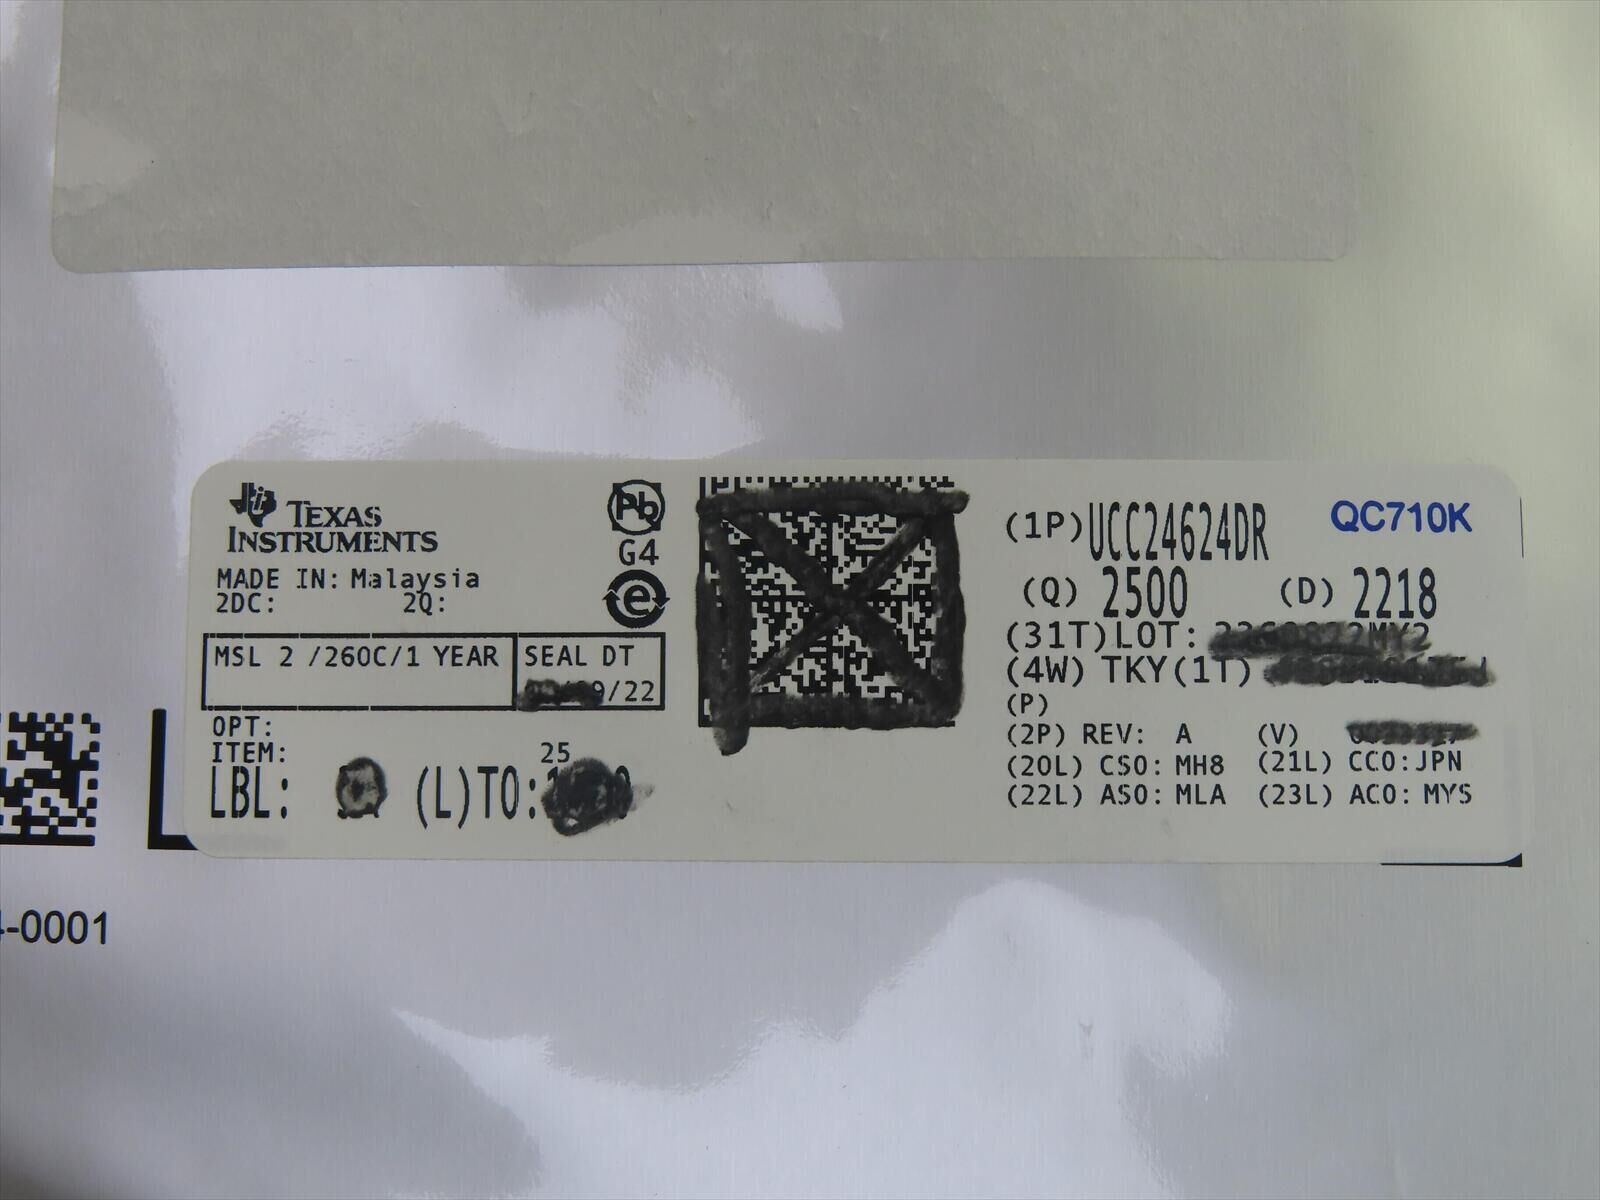 TEXAS
INSTRUMENTS
MADE IN: Malaysia
2DC: 2Q:
MSL 2 /260C/1 YEAR
SEAL DT
/22
OPT:
ITEM:
LBL: 25
(L)TO:
Pb
G4
e
(1P)UCC24624DR QC710K
(Q) 2500 (D) 2218
(31T)LOT:
(4W) TKY(1T)
(P)
(2P) REV: A (V)
(20L) CSO: MH8 (21L) CCO:JPN
(22L) ASO: MLA (23L) ACO: MYS
-0001